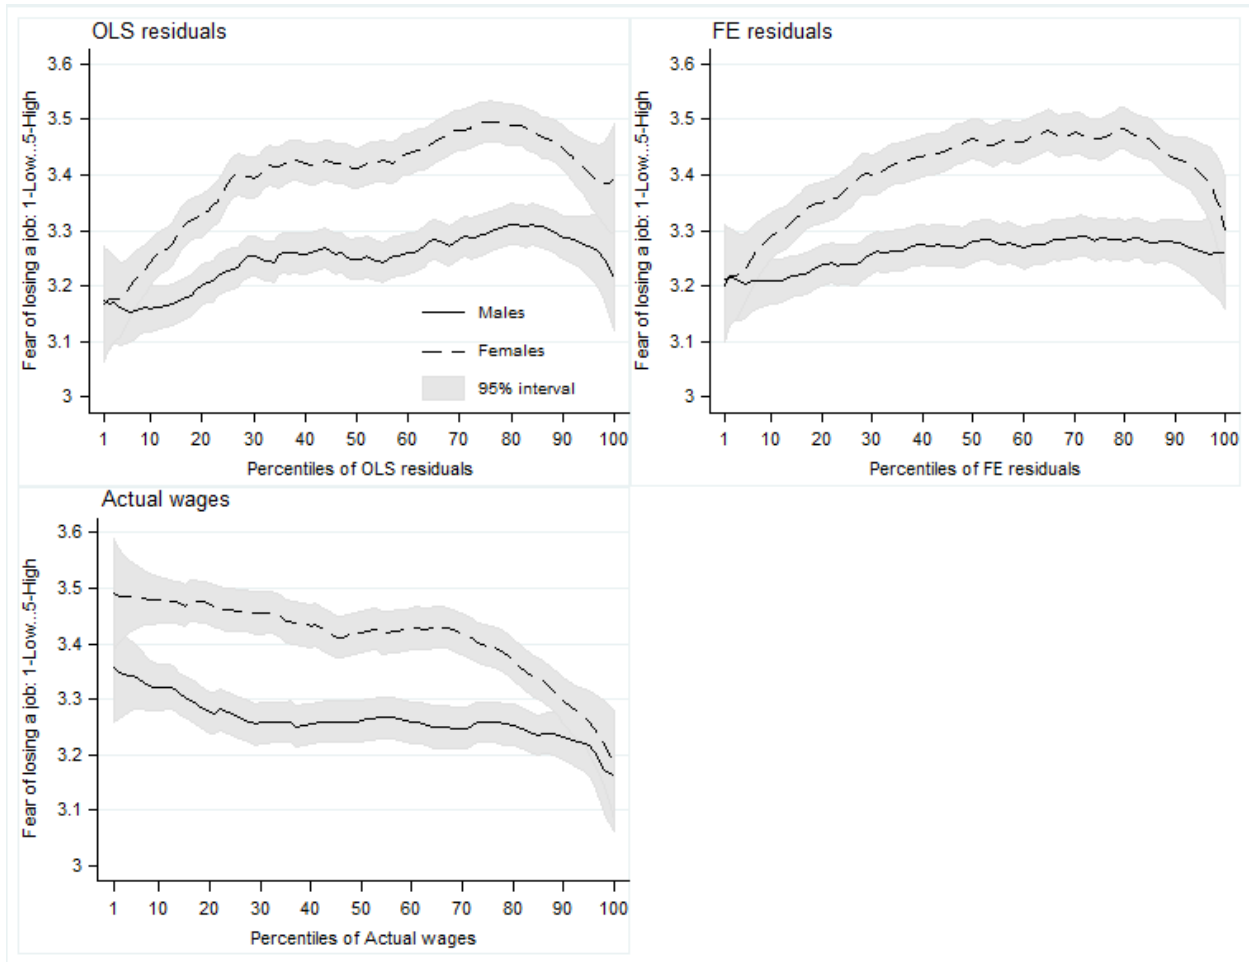 OLS residuals
Fear of losing a job: 1-Low...5-High
3.6
3.5
3.4
3.3
3.2
3.1
3
Males
Females
95% interval
1 10 20 30 40 50 60 70 80 90 100
Percentiles of OLS residuals
FE residuals
Fear of losing a job: 1-Low...5-High
3.6
3.5
3.4
3.3
3.2
3.1
3
1 10 20 30 40 50 60 70 80 90 100
Percentiles of FE residuals
Actual wages
Fear of losing a job: 1-Low...5-High
3.6
3.5
3.4
3.3
3.2
3.1
3
1 10 20 30 40 50 60 70 80 90 100
Percentiles of Actual wages